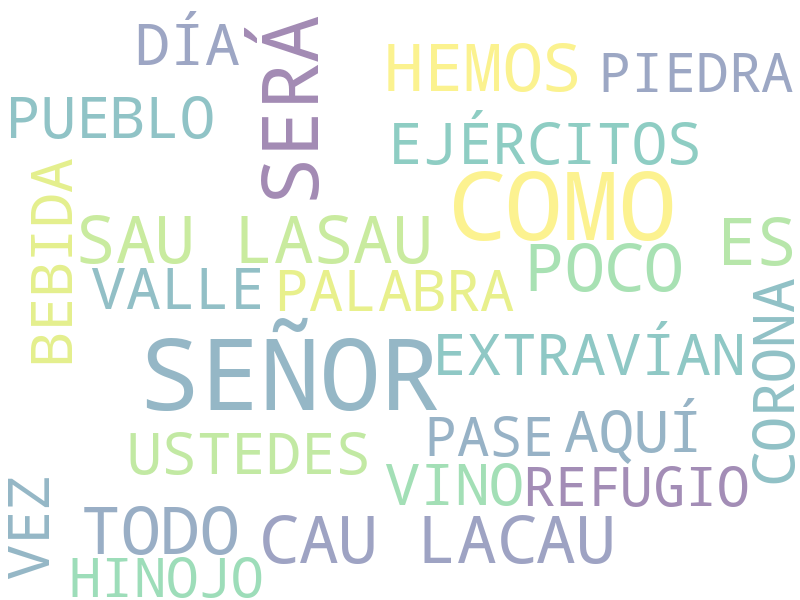 DÍA
SERÁ
HEMOS
PIEDRA
PUEBLO
EJÉRCITOS
BEBIDA
COMO
SAU LASAU
ES
POCO
VALLE
PALABRA
CORONA
SEÑOR
EXTRAVÍAN
PASE
AQUÍ
USTEDES
VINO
REFUGIO
VEZ
TODO
CAU LACAU
HINOJO